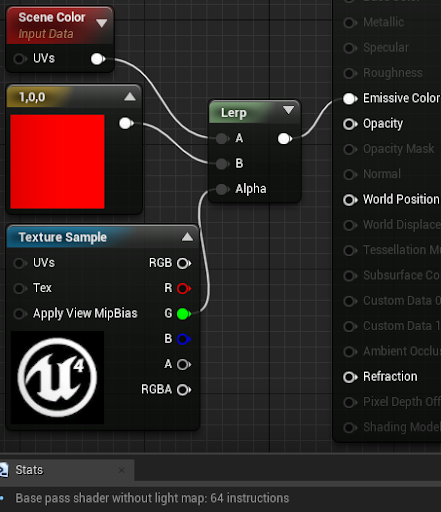 Scene Color
Input Data
UVs
1,0,0
Lerp
A
B
Alpha
Texture Sample
UVs
RGB
Tex
R
Apply View MipBias
G
B
A
RGBA
4
Metallic
Specular
Roughness
Emissive Color
Opacity
Opacity Mask
Normal
World Position
World Displace
Tessellation M
Subsurface Co
Custom Data 0
Custom Data 1
Ambient Occlu
Refraction
Pixel Depth Off
Shading Model
Stats
Base pass shader without light map: 64 instructions